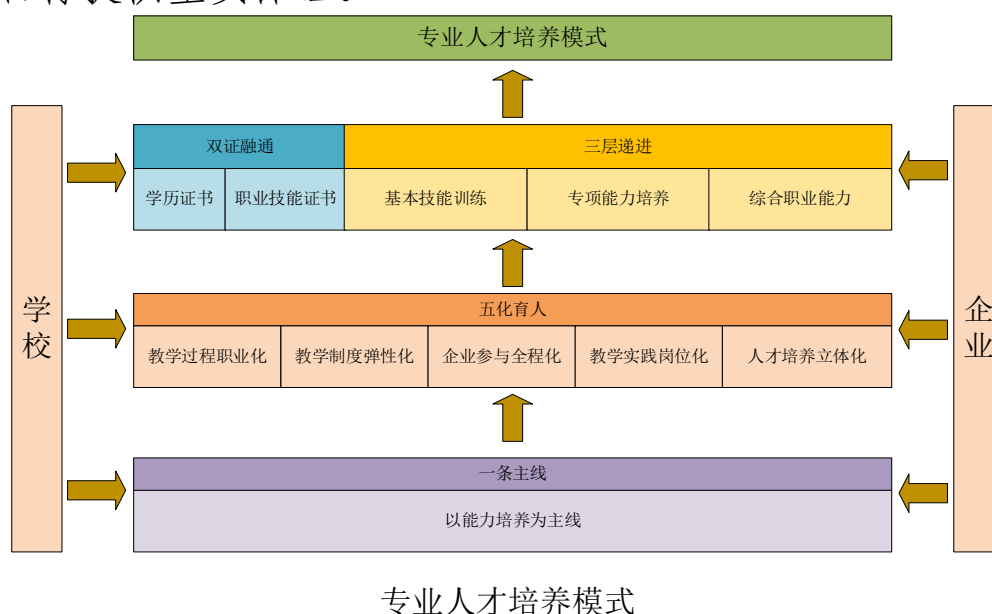 专业人才培养模式
双证融通 三层递进
学历证书 职业技能证书 基本技能训练 专项能力培养 综合职业能力
学校
企业
五化育人
教学过程职业化 教学制度弹性化 企业参与全程化 教学实践岗位化 人才培养立体化
一条主线
以能力培养为主线
专业人才培养模式